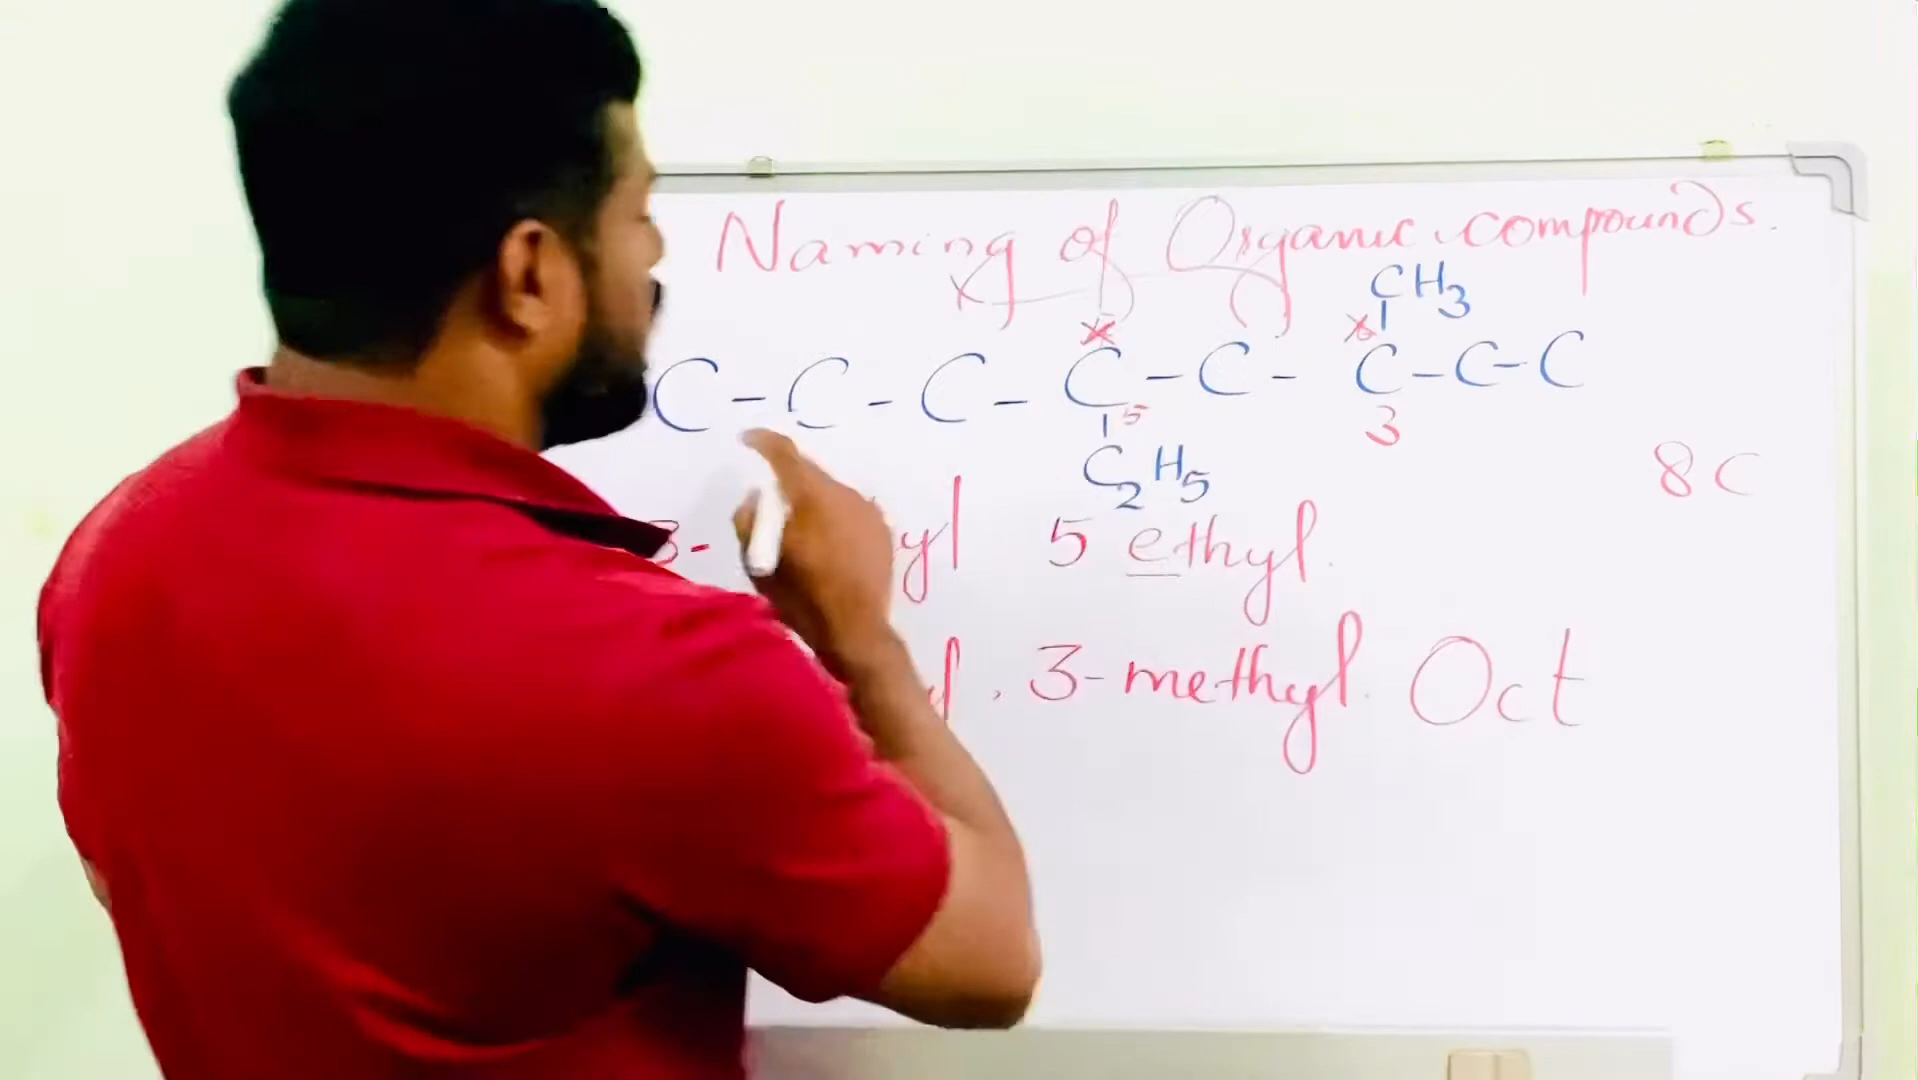 Naming of Organic compounds.
CH3
C - C - C - C - C - C - C - C
5 3
C2H5
8C
3- yl 5 ethyl.
. 3-methyl. Oct